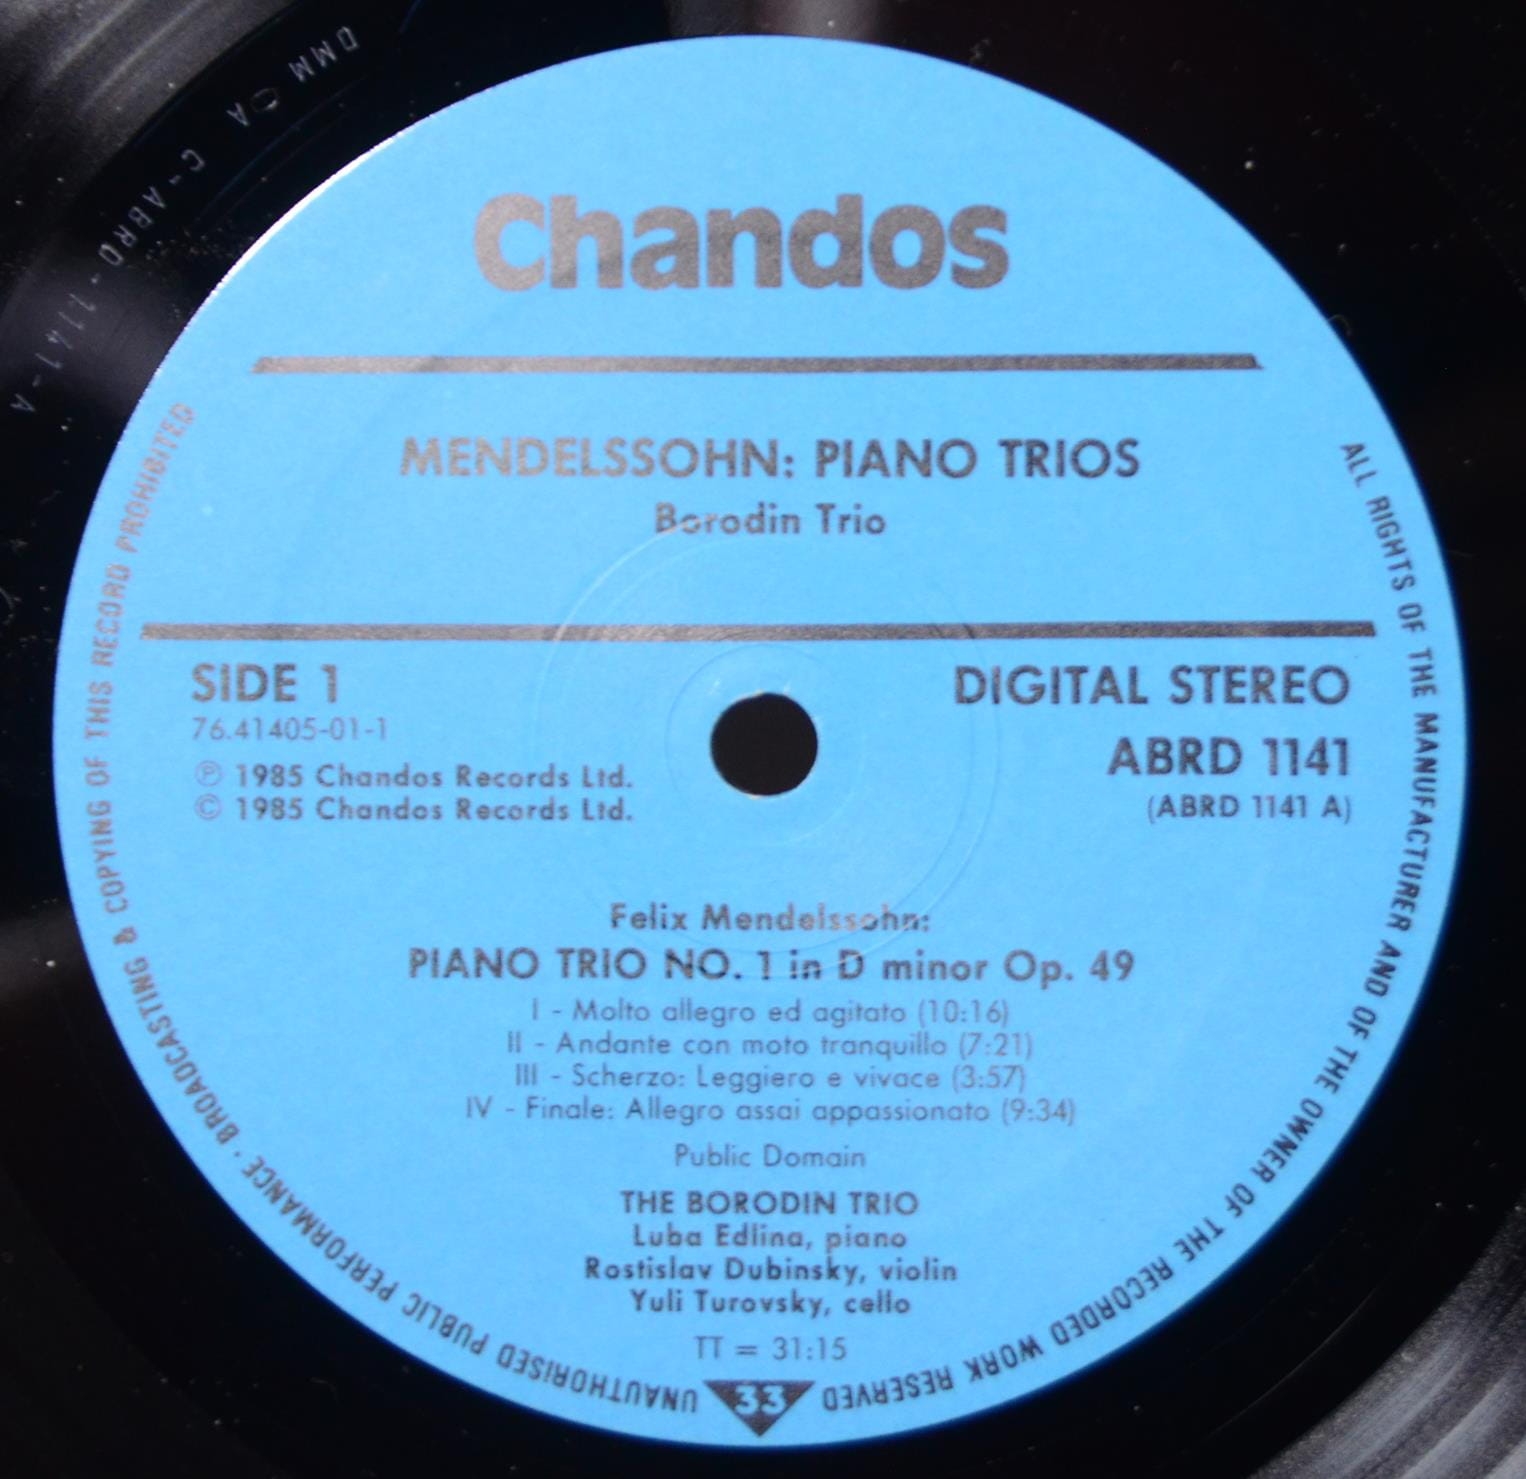 Chandos
MENDELSSOHN: PIANO TRIOS
Borodin Trio
SIDE 1
76.41405-01-1
℗ 1985 Chandos Records Ltd.
© 1985 Chandos Records Ltd.
DIGITAL STEREO
ABRD 1141
(ABRD 1141 A)
Felix Mendelssohn:
PIANO TRIO NO. 1 in D minor Op. 49
I - Molto allegro ed agitato (10:16)
II - Andante con moto tranquillo (7:21)
III - Scherzo: Leggiero e vivace (3:57)
IV - Finale: Allegro assai appassionato (9:34)
Public Domain
THE BORODIN TRIO
Luba Edlina, piano
Rostislav Dubinsky, violin
Yuli Turovsky, cello
TT = 31:15
33
ALL RIGHTS OF THE MANUFACTURER AND OF THE OWNER OF THE RECORDED WORK RESERVED
UNAUTHORISED PUBLIC PERFORMANCE · BROADCASTING & COPYING OF THIS RECORD PROHIBITED
DMM CA C-ABRD-1141-A